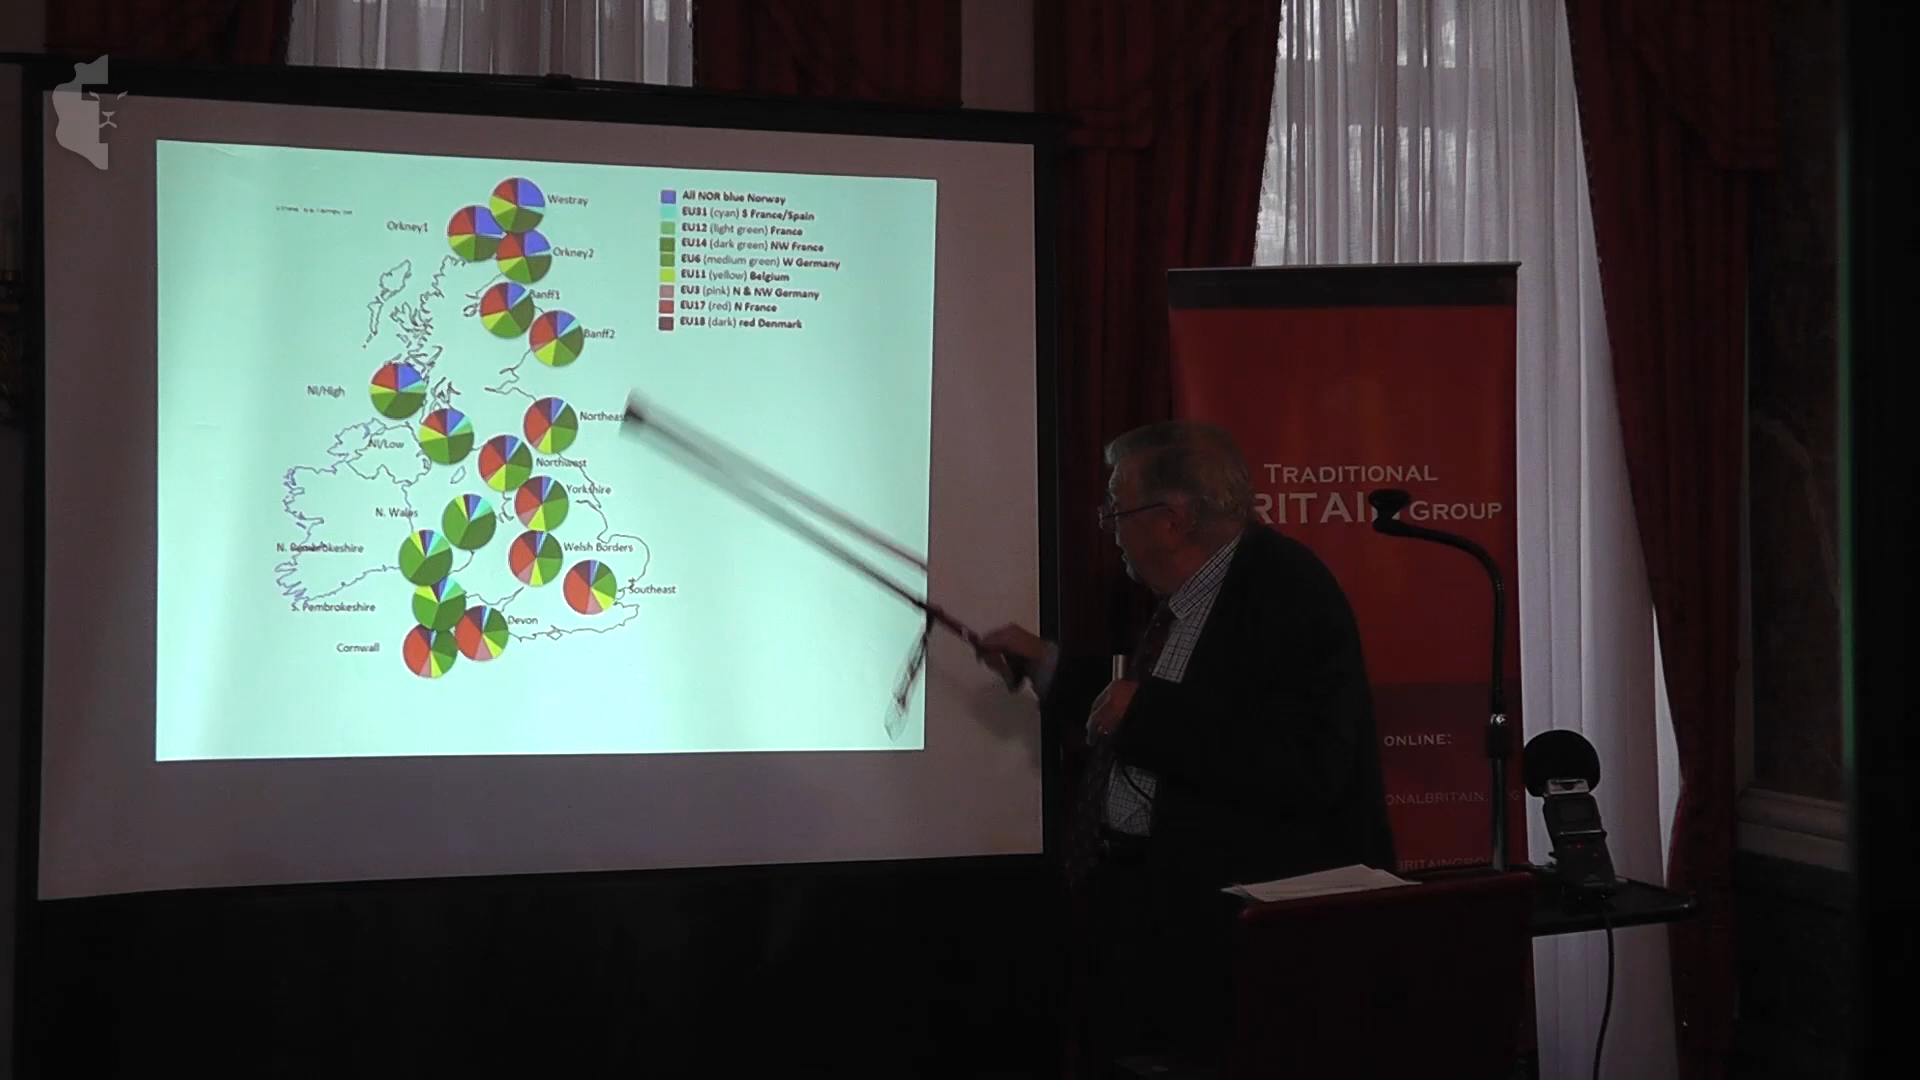 Westray
Orkney1
Orkney2
Banff1
Banff2
NI/High
Northeast
NI/Low
Northwest
Yorkshire
N. Wales
N. Pembrokeshire
Welsh Borders
Southeast
S. Pembrokeshire
Devon
Cornwall
All NOR blue Norway
EU31 (cyan) S France/Spain
EU12 (light green) France
EU14 (dark green) NW France
EU6 (medium green) W Germany
EU11 (yellow) Belgium
EU3 (pink) N & NW Germany
EU17 (red) N France
EU18 (dark) red Denmark
TRADITIONAL
BRITAIN GROUP
ONLINE: